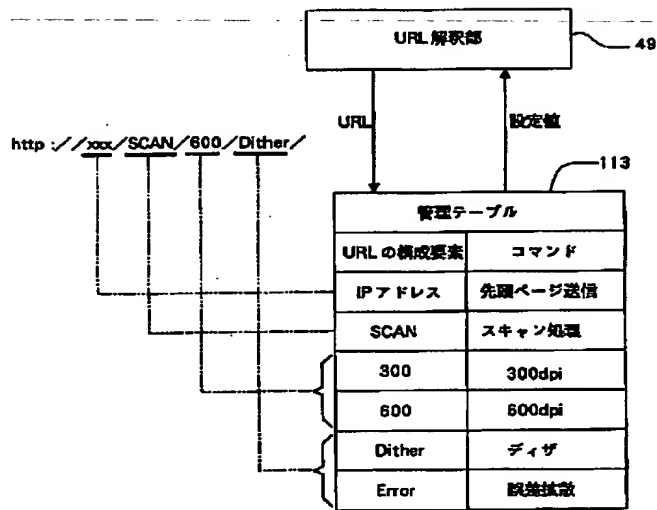 URL解釈部
49
URL
設定値
http://xxx/SCAN/600/Dither/
113
管理テーブル
URLの構成要素 コマンド
IPアドレス 先頭ページ送信
SCAN スキャン処理
300 300dpi
600 600dpi
Dither ディザ
Error 誤差拡散